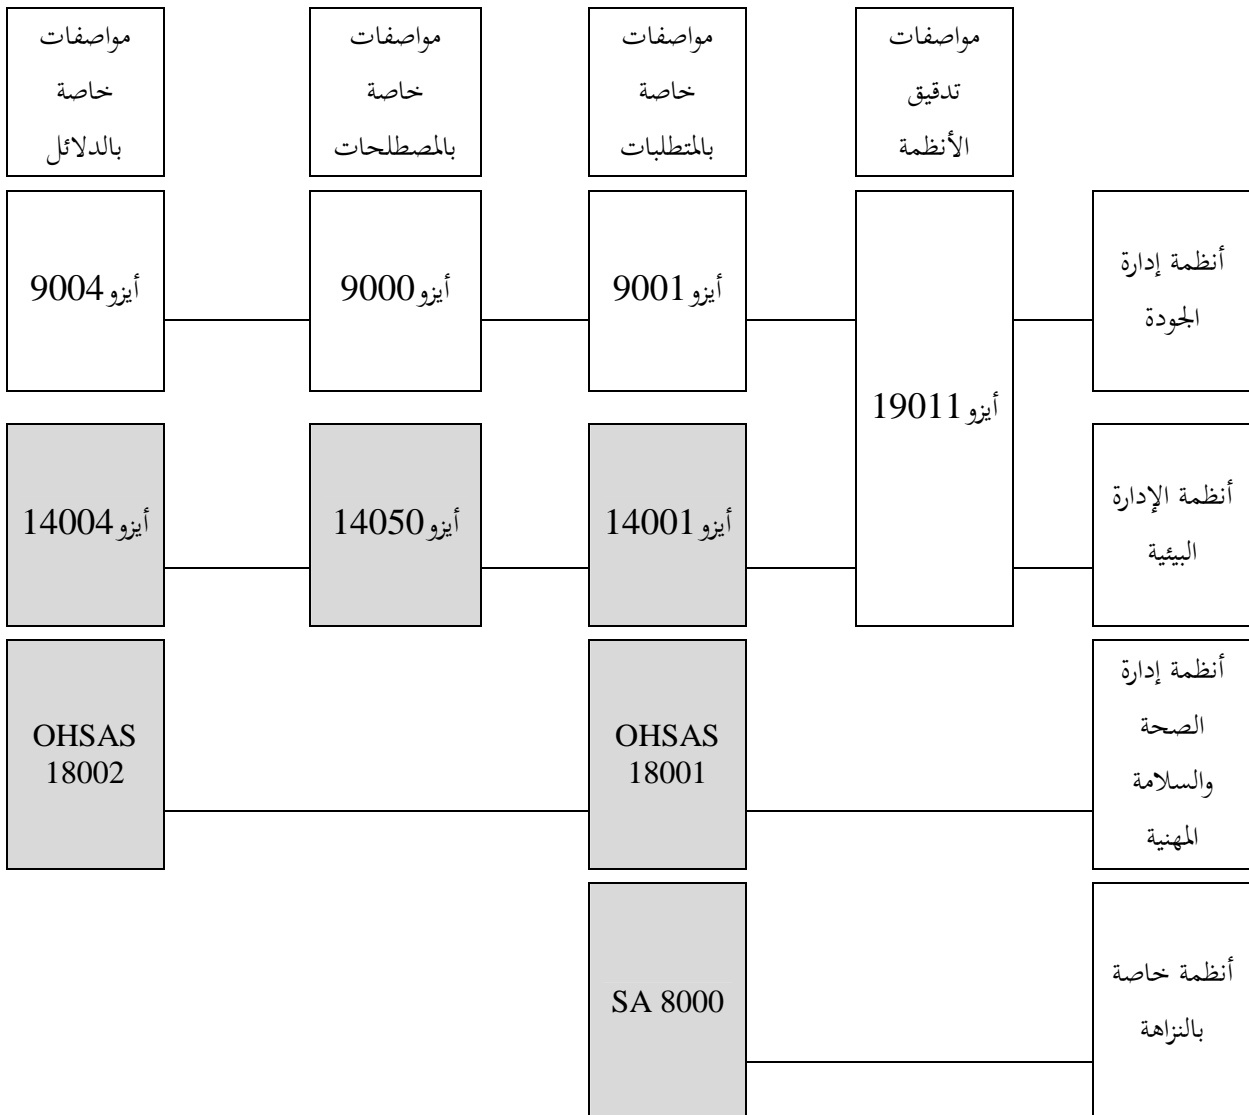 مواصفات
تدقيق
الأنظمة
مواصفات
خاصة
بالمتطلبات
مواصفات
خاصة
بالمصطلحات
مواصفات
خاصة
بالدلائل
أنظمة إدارة
الجودة
أيزو 19011
أيزو 9001
أيزو 9000
أيزو 9004
أنظمة الإدارة
البيئية
أيزو 14001
أيزو 14050
أيزو 14004
أنظمة إدارة
الصحة
والسلامة
المهنية
OHSAS
18001
OHSAS
18002
أنظمة خاصة
بالنزاهة
SA 8000